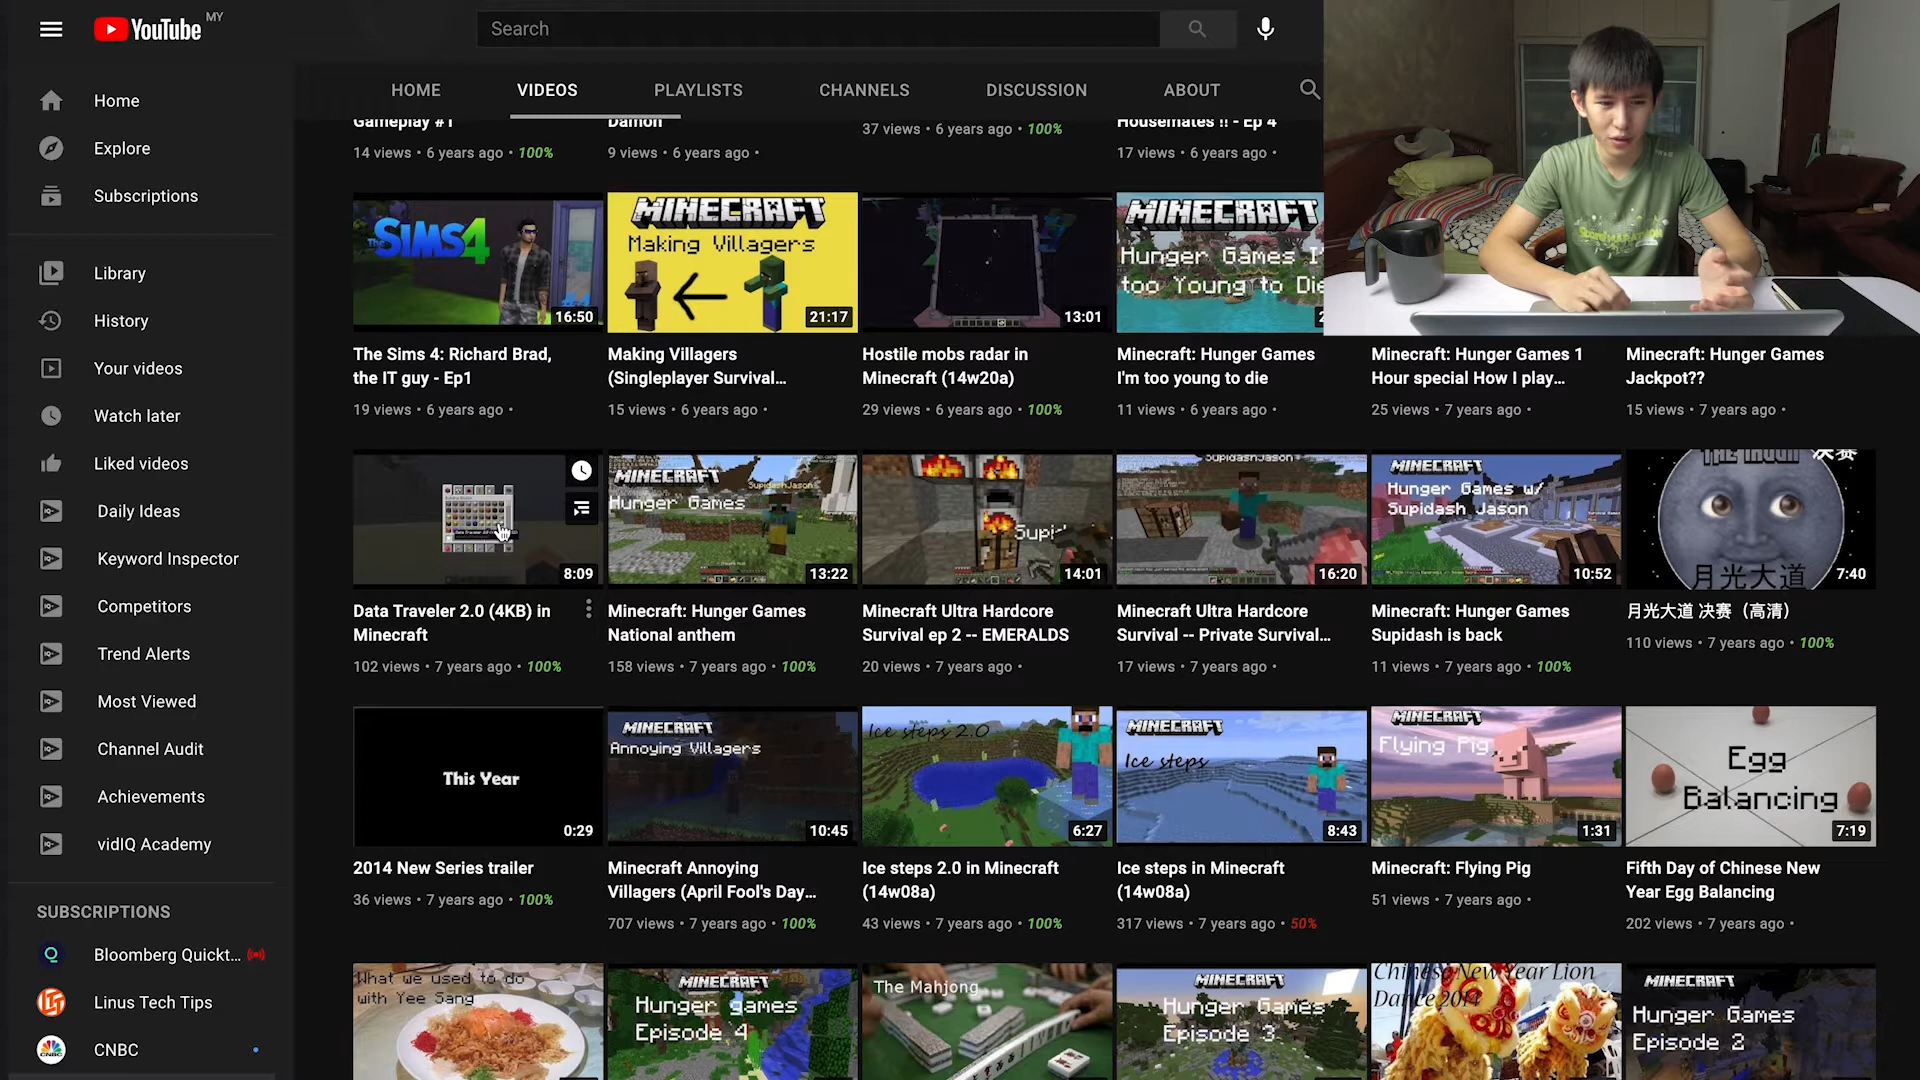 YouTube MY
Search
HOME VIDEOS PLAYLISTS CHANNELS DISCUSSION ABOUT
Home
Explore
Subscriptions
Library
History
Your videos
Watch later
Liked videos
Daily Ideas
Keyword Inspector
Competitors
Trend Alerts
Most Viewed
Channel Audit
Achievements
vidIQ Academy
SUBSCRIPTIONS
Bloomberg Quickt...
Linus Tech Tips
CNBC
Gameplay #1
14 views • 6 years ago • 100%
Damon
9 views • 6 years ago •
37 views • 6 years ago • 100%
Housemates !! - Ep 4
17 views • 6 years ago •
The SIMS 4
16:50
The Sims 4: Richard Brad,
the IT guy - Ep1
19 views • 6 years ago •
MINECRAFT
Making Villagers
21:17
Making Villagers
(Singleplayer Survival...
15 views • 6 years ago •
13:01
Hostile mobs radar in
Minecraft (14w20a)
29 views • 6 years ago • 100%
MINECRAFT
Hunger Games I'
too Young to Die
Minecraft: Hunger Games
I'm too young to die
11 views • 6 years ago •
Minecraft: Hunger Games 1
Hour special How I play...
25 views • 7 years ago •
Minecraft: Hunger Games
Jackpot??
15 views • 7 years ago •
8:09
Data Traveler 2.0 (4KB) in
Minecraft
102 views • 7 years ago • 100%
MINECRAFT
SupidashJason
Hunger Games
13:22
Minecraft: Hunger Games
National anthem
158 views • 7 years ago • 100%
Supi
14:01
Minecraft Ultra Hardcore
Survival ep 2 -- EMERALDS
20 views • 7 years ago •
SupidashJason
16:20
Minecraft Ultra Hardcore
Survival -- Private Survival...
17 views • 7 years ago •
MINECRAFT
Hunger Games w/
Supidash Jason
10:52
Minecraft: Hunger Games
Supidash is back
11 views • 7 years ago • 100%
THE MOON 决赛
月光大道
7:40
月光大道 决赛（高清）
110 views • 7 years ago • 100%
This Year
0:29
2014 New Series trailer
36 views • 7 years ago • 100%
MINECRAFT
Annoying Villagers
10:45
Minecraft Annoying
Villagers (April Fool's Day...
707 views • 7 years ago • 100%
Ice steps 2.0
6:27
Ice steps 2.0 in Minecraft
(14w08a)
43 views • 7 years ago • 100%
MINECRAFT
Ice steps
8:43
Ice steps in Minecraft
(14w08a)
317 views • 7 years ago • 50%
MINECRAFT
Flying Pig
1:31
Minecraft: Flying Pig
51 views • 7 years ago •
Egg
Balancing
7:19
Fifth Day of Chinese New
Year Egg Balancing
202 views • 7 years ago •
What we used to do
with Yee Sang
MINECRAFT
Hunger games
Episode 4
The Mahjong
MINECRAFT
Hunger Games
Episode 3
Chinese New Year Lion
Dance 2014
MINECRAFT
Hunger Games
Episode 2